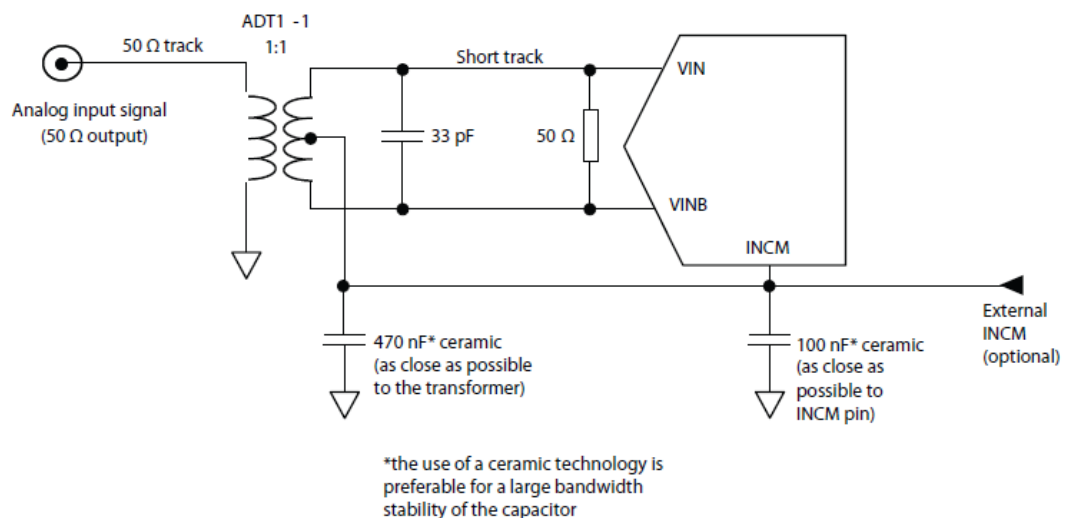 ADT1 -1
1:1
50 Ω track
Analog input signal
(50 Ω output)
Short track
33 pF
50 Ω
VIN
VINB
INCM
470 nF* ceramic
(as close as possible
to the transformer)
100 nF* ceramic
(as close as
possible to
INCM pin)
External
INCM
(optional)
*the use of a ceramic technology is
preferable for a large bandwidth
stability of the capacitor